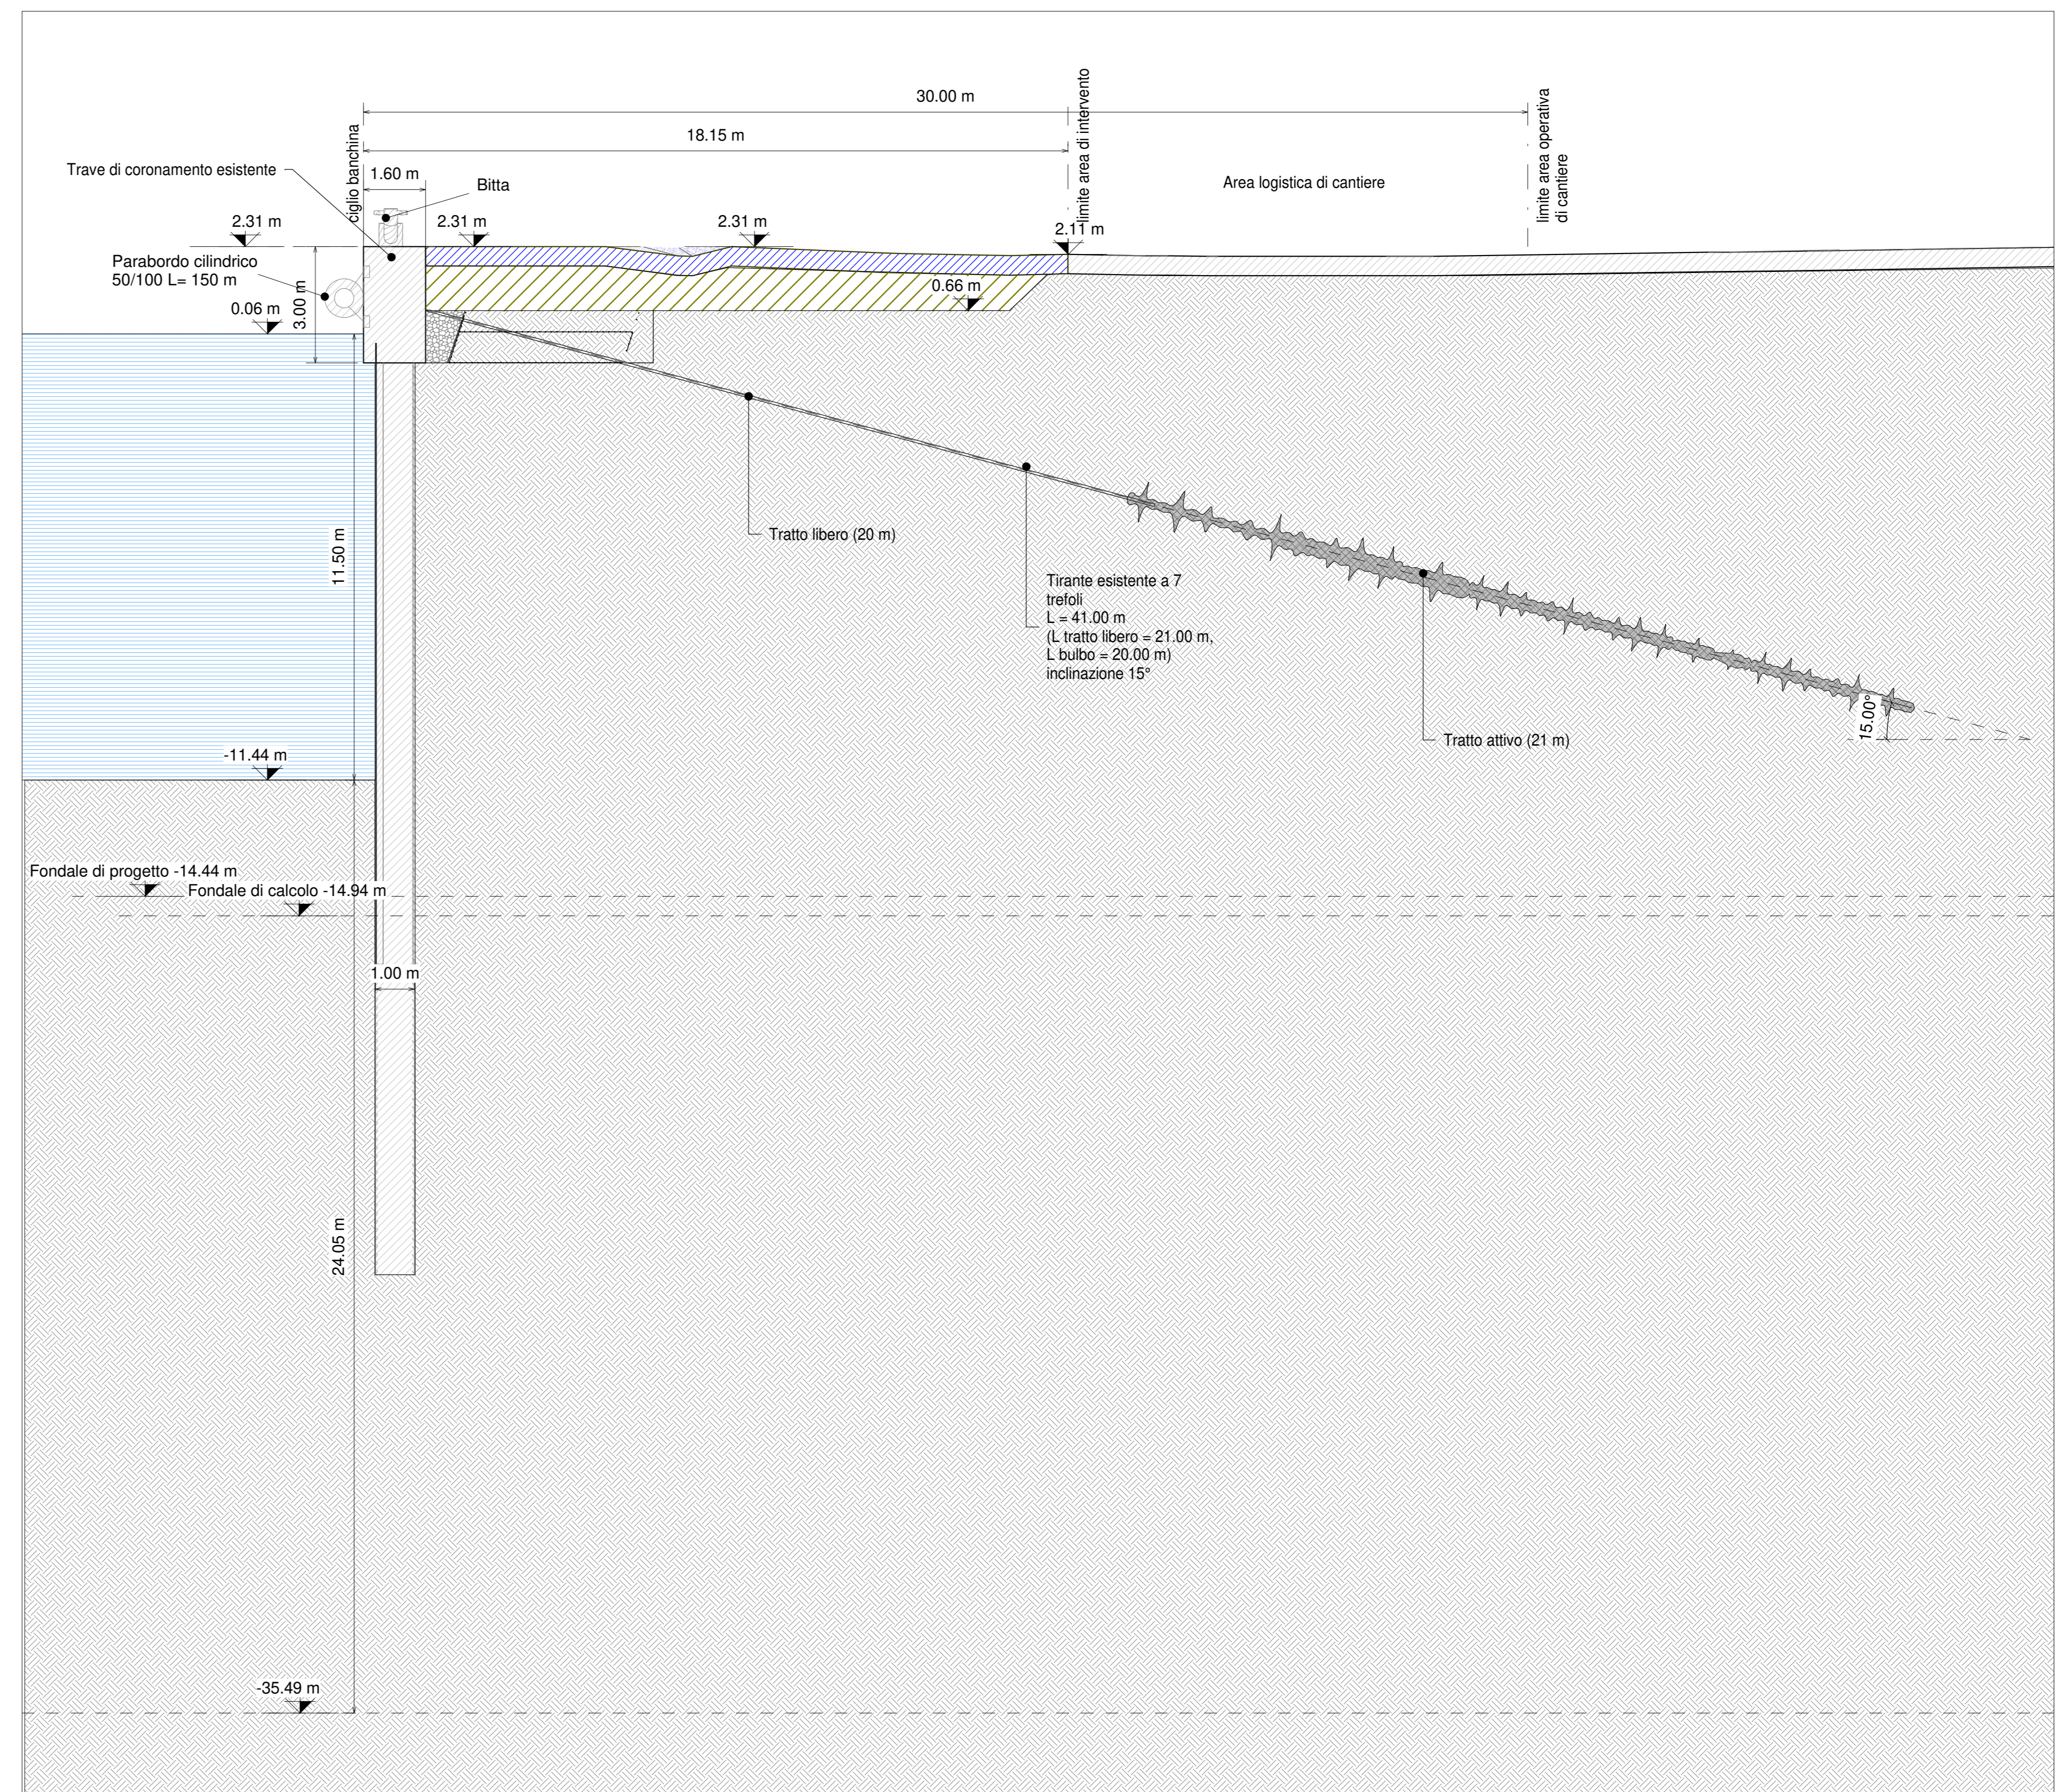 30.00 m
18.15 m
limite area di intervento
limite area operativa
di cantiere
ciglio banchina
Trave di coronamento esistente
1.60 m
Bitta
Area logistica di cantiere
2.31 m
2.31 m
2.31 m
2.11 m
Parabordo cilindrico
50/100 L= 150 m
3.00 m
0.66 m
0.06 m
11.50 m
Tratto libero (20 m)
Tirante esistente a 7
trefoli
L = 41.00 m
(L tratto libero = 21.00 m,
L bulbo = 20.00 m)
inclinazione 15°
15.00°
Tratto attivo (21 m)
-11.44 m
Fondale di progetto -14.44 m
Fondale di calcolo -14.94 m
1.00 m
24.05 m
-35.49 m